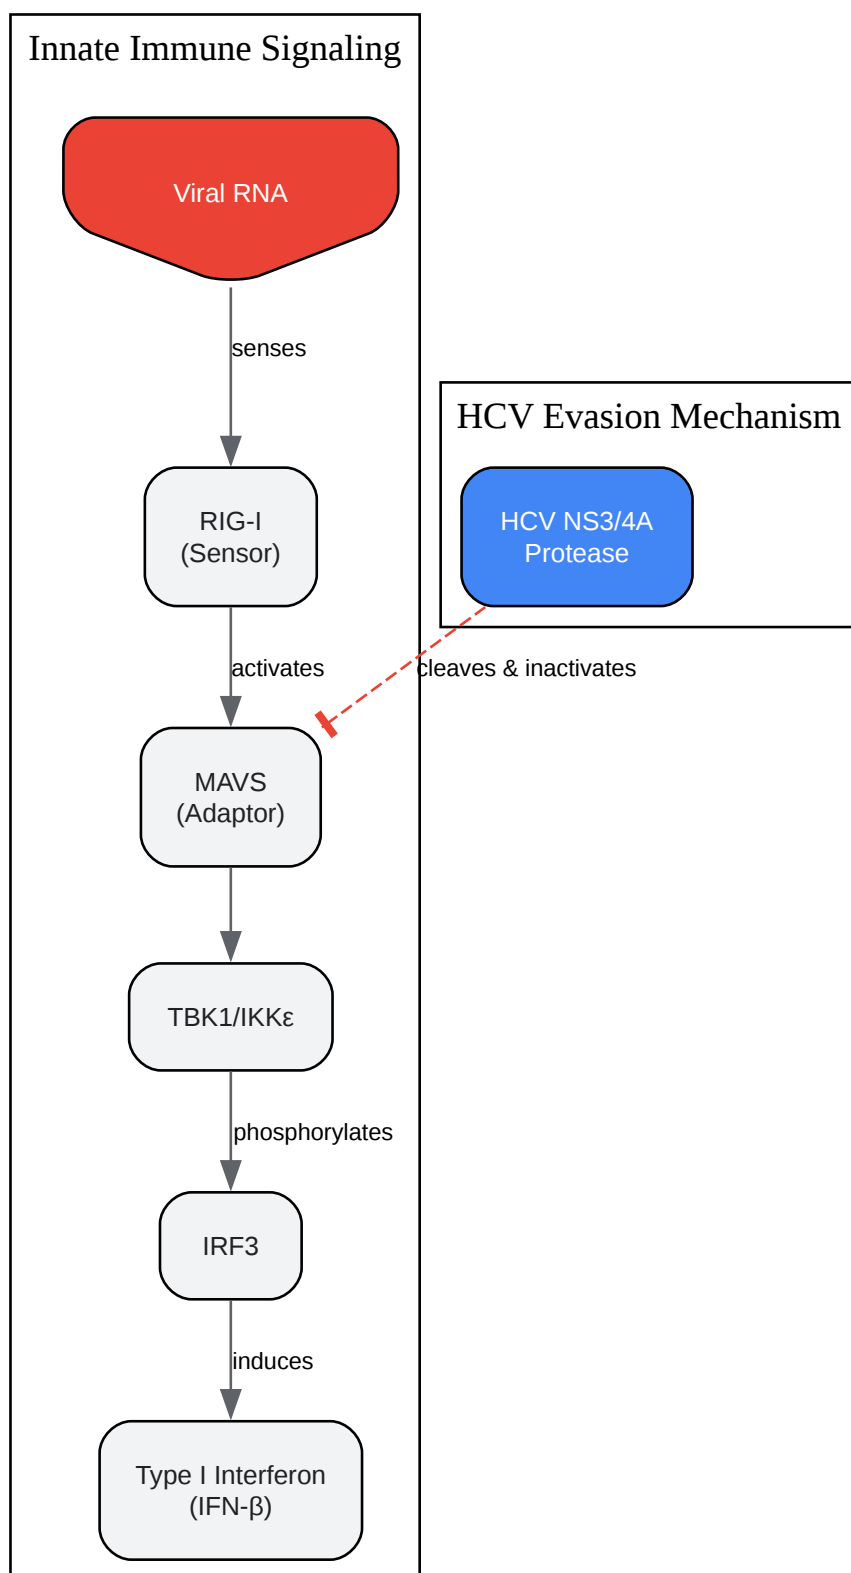 Innate Immune Signaling
Viral RNA
senses
HCV Evasion Mechanism
RIG-I
(Sensor)
HCV NS3/4A
Protease
activates
cleaves & inactivates
MAVS
(Adaptor)
TBK1/IKKε
phosphorylates
IRF3
induces
Type I Interferon
(IFN-β)